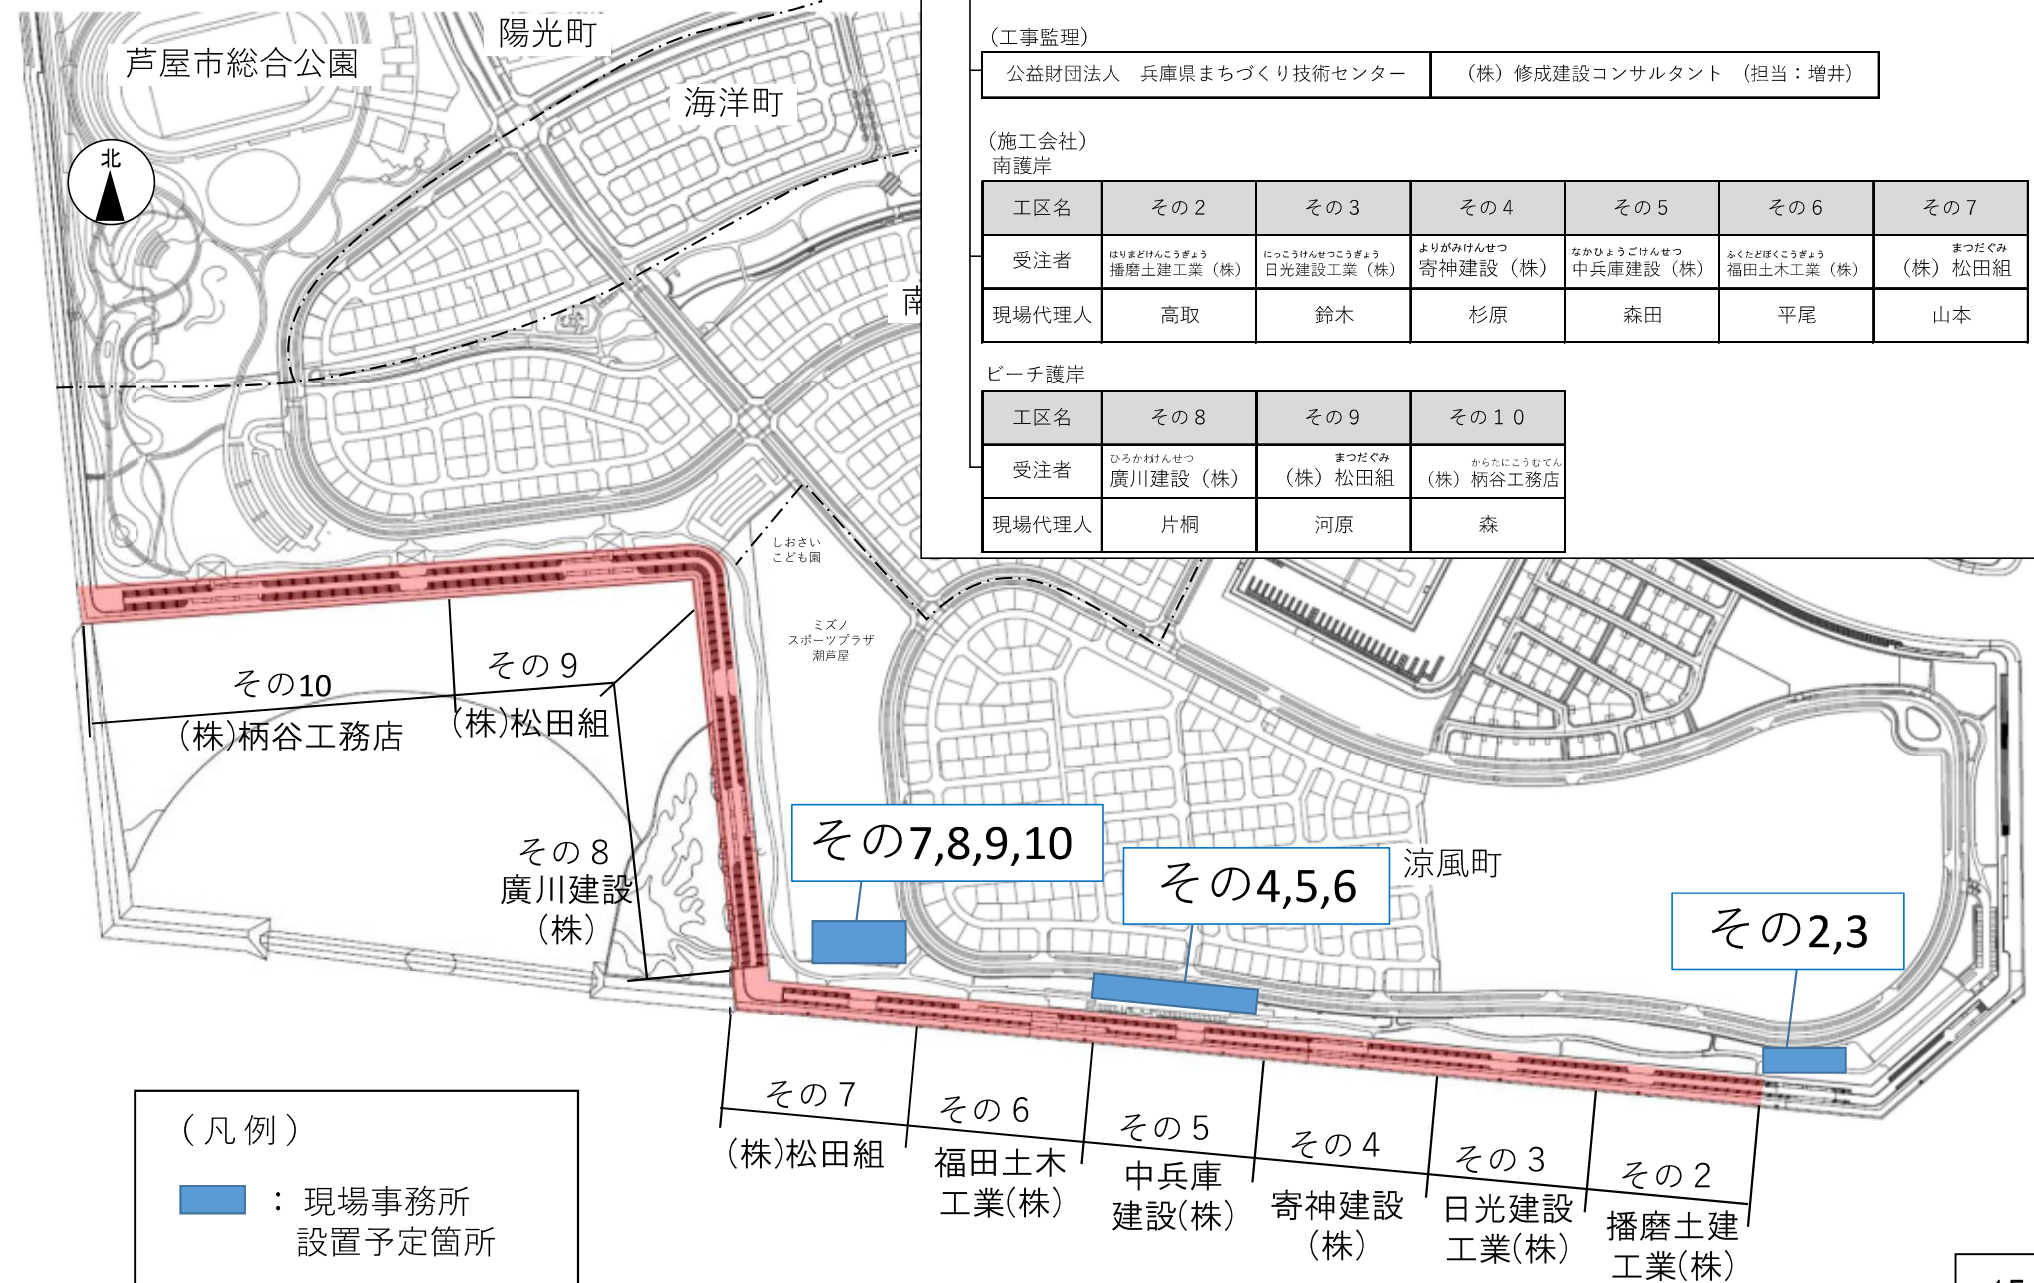 芦屋市総合公園
陽光町
海洋町
北
(工事監理)
公益財団法人 兵庫県まちづくり技術センター (株) 修成建設コンサルタント (担当:増井)
(施工会社)
南護岸
工区名 その2 その3 その4 その5 その6 その7
はりまどけんこうぎょう にっこうけんせつこうぎょう よりがみけんせつ なかひょうごけんせつ ふくだどぼくこうぎょう まつだぐみ
受注者 播磨土建工業(株) 日光建設工業(株) 寄神建設(株) 中兵庫建設(株) 福田土木工業(株) (株)松田組
現場代理人 高取 鈴木 杉原 森田 平尾 山本
ビーチ護岸
工区名 その8 その9 その10
ひろかわけんせつ まつだぐみ からたにこうむてん
受注者 廣川建設(株) (株)松田組 (株)柄谷工務店
現場代理人 片桐 河原 森
しおさい
こども園
ミズノ
スポーツプラザ
潮芦屋
その10
(株)柄谷工務店
その9
(株)松田組
その8
廣川建設
(株)
その7,8,9,10
その4,5,6
涼風町
その2,3
その7
(株)松田組
その6
福田土木
工業(株)
その5
中兵庫
建設(株)
その4
寄神建設
(株)
その3
日光建設
工業(株)
その2
播磨土建
工業(株)
(凡例)
:現場事務所
設置予定箇所